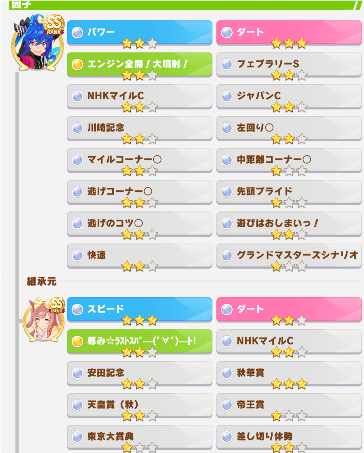 因子
SS
RANK
パワー
ダート
エンジン全開！大噴射！
フェブラリーS
NHKマイルC
ジャパンC
川崎記念
左回り○
マイルコーナー○
中距離コーナー○
逃げコーナー○
先頭プライド
逃げのコツ○
遊びはおしまいっ！
快速
グランドマスターズシナリオ
継承元
SS
スピード
ダート
尊み☆ﾗｽﾄｽﾊﾟ—(ﾟ∀ﾟ)—ﾄ!
NHKマイルC
安田記念
秋華賞
天皇賞（秋）
帝王賞
東京大賞典
差し切り体勢